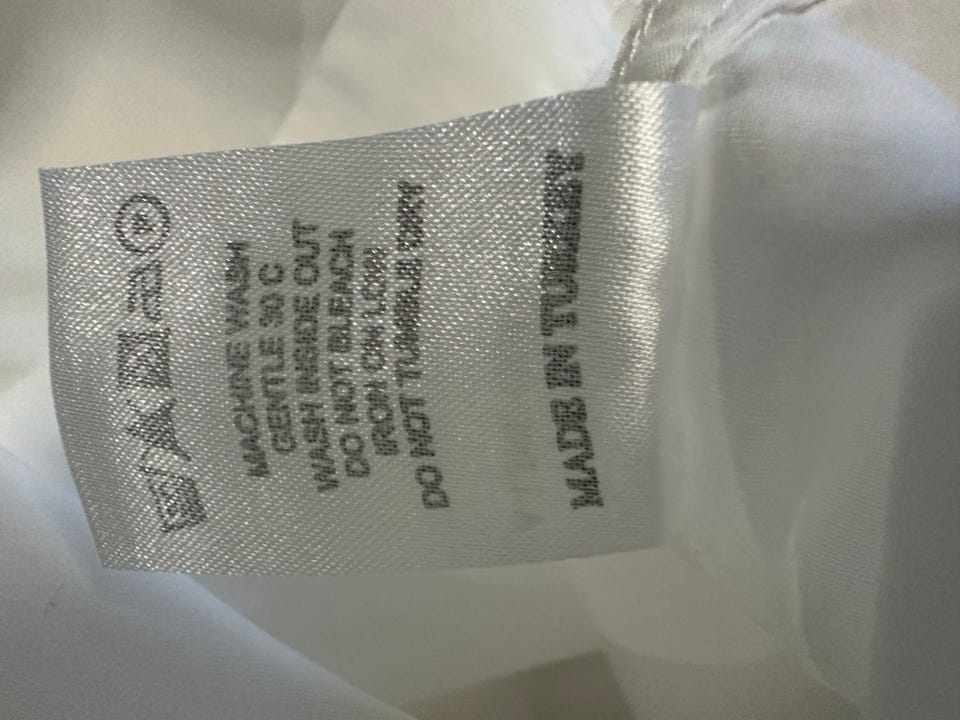 MACHINE WASH
GENTLE 30 C
WASH INSIDE OUT
DO NOT BLEACH
IRON ON LOW
DO NOT TUMBLE DRY
MADE IN TURKEY